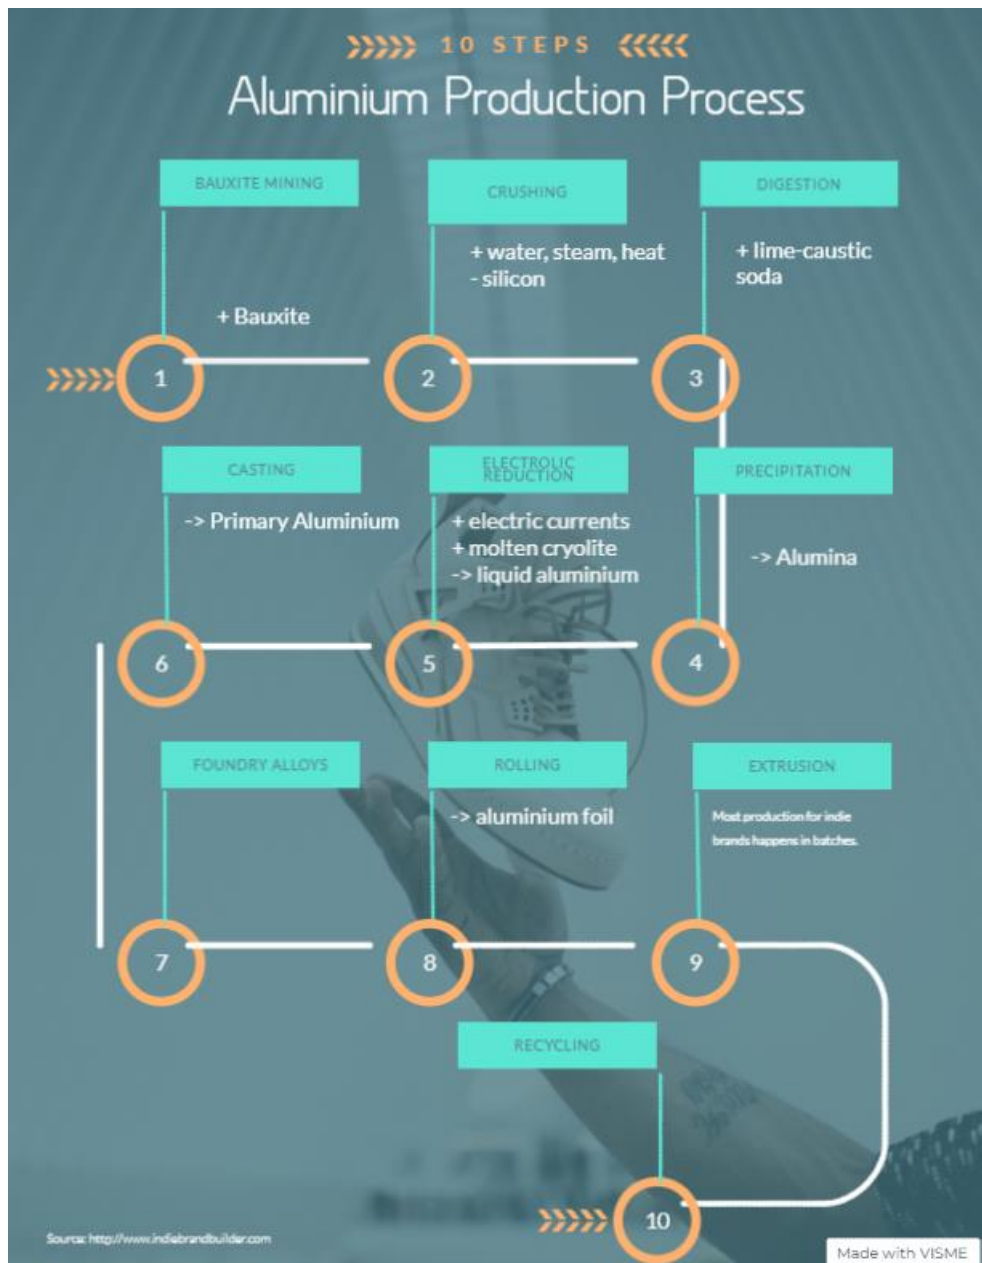 10 STEPS
Aluminium Production Process
BAUXITE MINING
+ Bauxite
1
CRUSHING
+ water, steam, heat
- silicon
2
DIGESTION
+ lime-caustic
soda
3
PRECIPITATION
-> Alumina
4
ELECTROLIC
REDUCTION
+ electric currents
+ molten cryolite
-> liquid aluminium
5
CASTING
-> Primary Aluminium
6
FOUNDRY ALLOYS
7
ROLLING
-> aluminium foil
8
EXTRUSION
Most production for indie
brands happens in batches.
9
RECYCLING
10
Source: http://www.indiebrandbuilder.com
Made with VISME